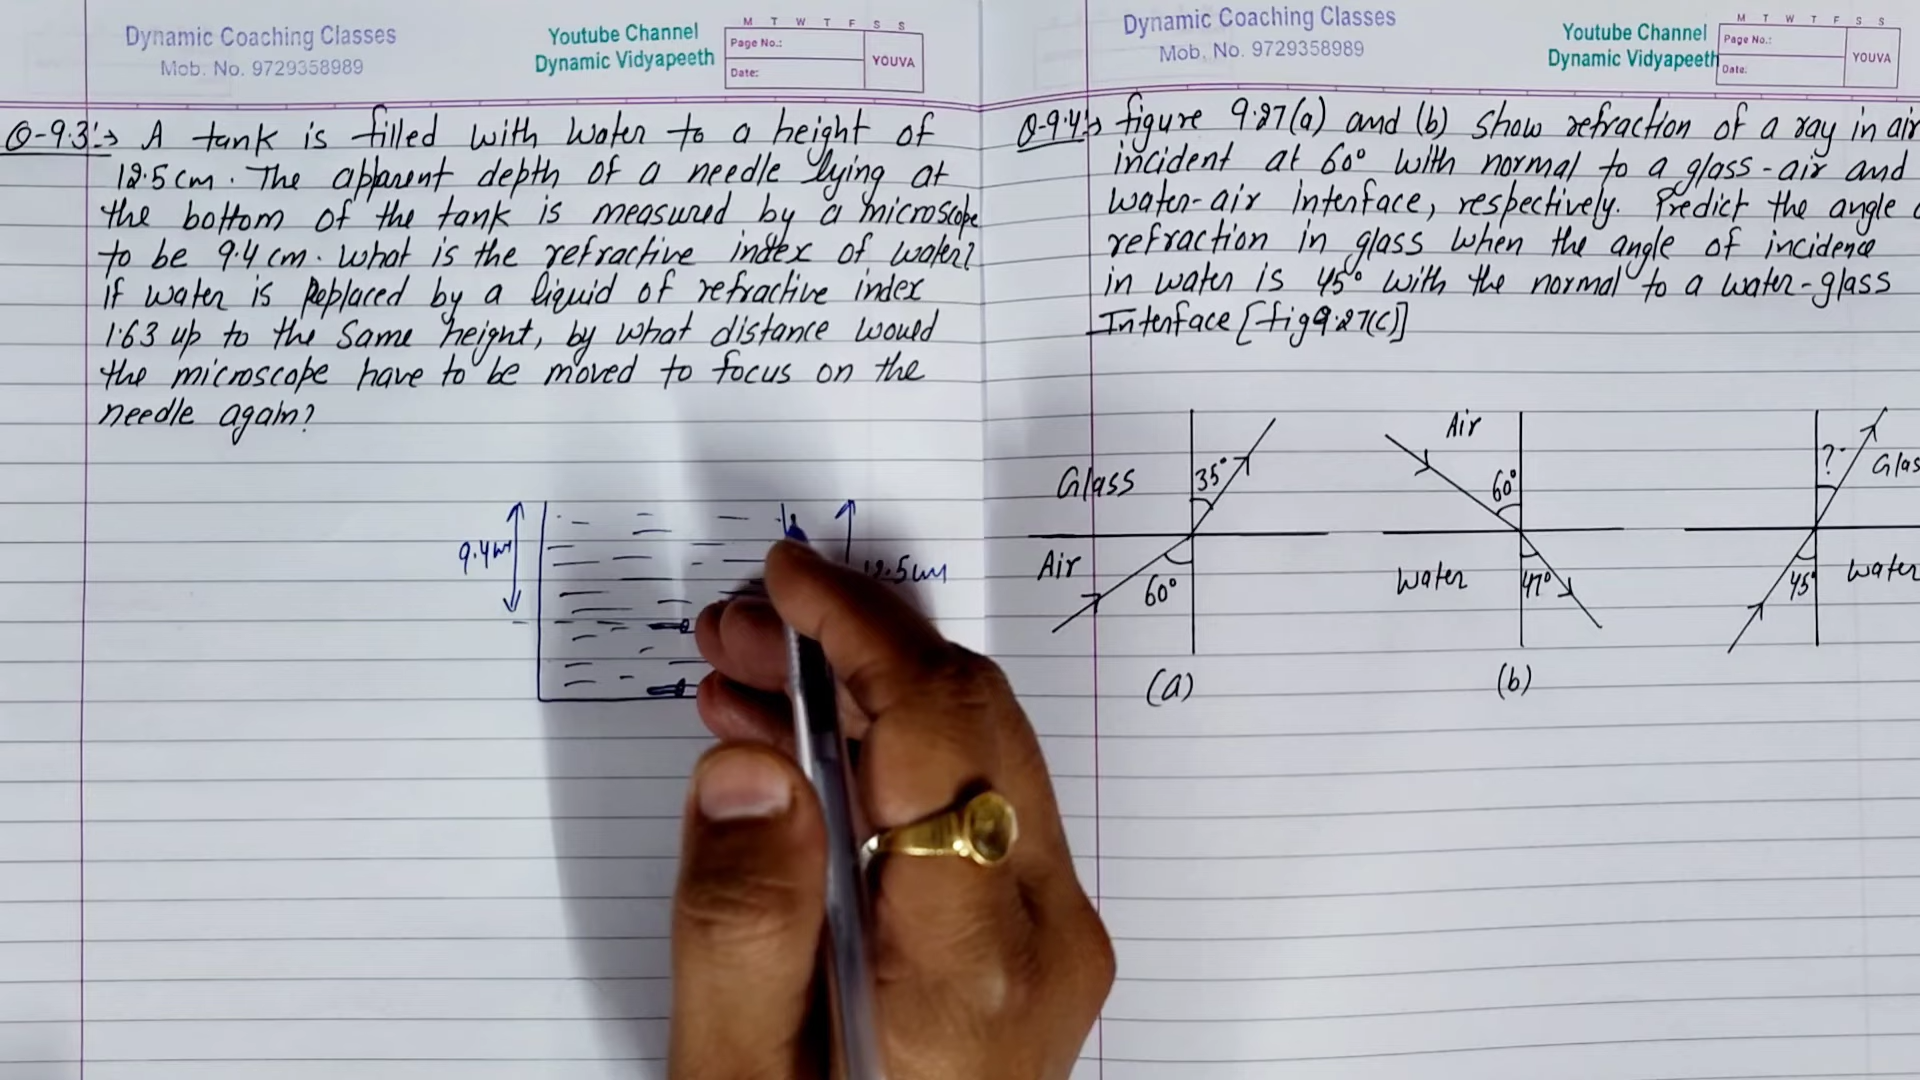 Dynamic Coaching Classes
Mob. No. 9729358989
Youtube Channel
Dynamic Vidyapeeth
M T W T F S S
Page No.:
Date:
YOUVA
Q-9.3:→ A tank is filled with water to a height of
12.5 cm. The apparent depth of a needle lying at
the bottom of the tank is measured by a microscope
to be 9.4 cm. What is the refractive index of water?
if water is Replaced by a liquid of refractive index
1.63 up to the same height, by what distance would
the microscope have to be moved to focus on the
needle again?
9.4cm
12.5cm
Dynamic Coaching Classes
Mob. No. 9729358989
Youtube Channel
Dynamic Vidyapeeth
M T W T F S S
Page No.:
Date:
YOUVA
Q-9.4:→ figure 9.27(a) and (b) show refraction of a ray in air
incident at 60° with normal to a glass-air and
water-air interface, respectively. Predict the angle
refraction in glass when the angle of incidence
in water is 45° with the normal to a water-glass
Interface [fig 9.27(c)]
Glass 35°
Air 60°
(a)
Air 60°
Water 47°
(b)
? Glas
45° Water